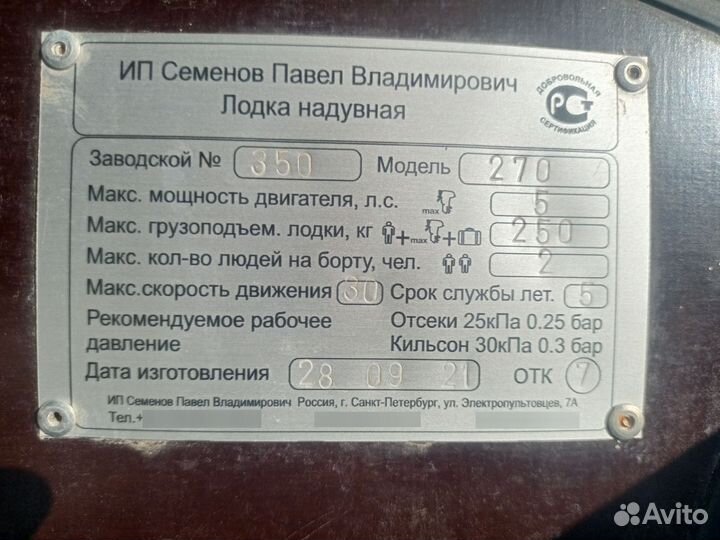 ИП Семенов Павел Владимирович
Лодка надувная
ДОБРОВОЛЬНАЯ
РСТ
СЕРТИФИКАЦИЯ
Заводской № 350 Модель 270
Макс. мощность двигателя, л.с. max 5
Макс. грузоподъем. лодки, кг + max + 250
Макс. кол-во людей на борту, чел. 2
Макс.скорость движения 30 Срок службы лет. 5
Рекомендуемое рабочее Отсеки 25кПа 0.25 бар
давление Кильсон 30кПа 0.3 бар
Дата изготовления 28 09 21 ОТК 7
ИП Семенов Павел Владимирович Россия, г. Санкт-Петербург, ул. Электропультовцев, 7А
Тел.+
Avito